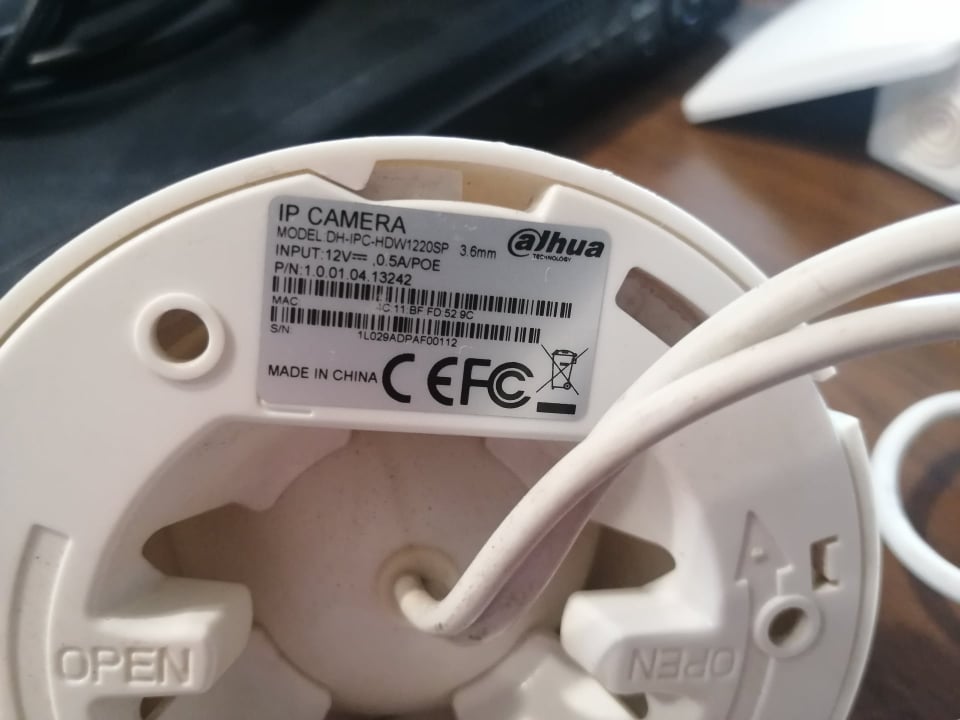 IP CAMERA
MODEL DH-IPC-HDW1220SP 3.6mm
alhua
TECHNOLOGY
INPUT:12V⎓ ,0.5A/POE
P/N:1.0.01.04.13242
MAC
4C 11 BF FD 52 9C
S/N
1L029ADPAF00112
MADE IN CHINA CE FC
OPEN
OPEN